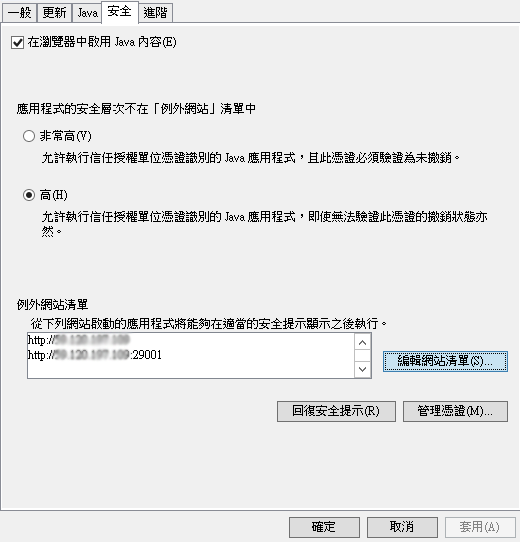 一般 更新 Java 安全 進階
在瀏覽器中啟用 Java 內容(E)
應用程式的安全層次不在「例外網站」清單中
非常高(V)
允許執行信任授權單位憑證識別的 Java 應用程式，且此憑證必須驗證為未撤銷。
高(H)
允許執行信任授權單位憑證識別的 Java 應用程式，即使無法驗證此憑證的撤銷狀態亦
然。
例外網站清單
從下列網站啟動的應用程式將能夠在適當的安全提示顯示之後執行。
http://
http:// :29001
編輯網站清單(S)...
回復安全提示(R) 管理憑證(M)...
確定 取消 套用(A)